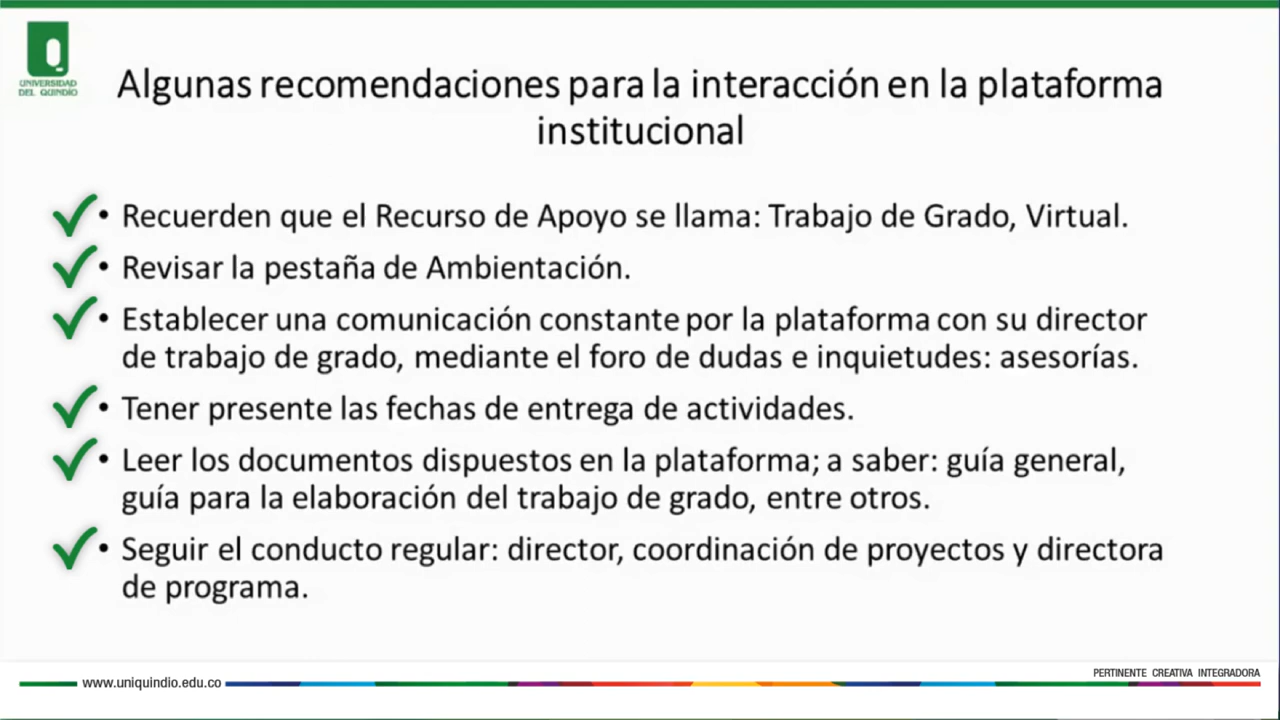 UNIVERSIDAD
DEL QUINDÍO
Algunas recomendaciones para la interacción en la plataforma
institucional
• Recuerden que el Recurso de Apoyo se llama: Trabajo de Grado, Virtual.
• Revisar la pestaña de Ambientación.
• Establecer una comunicación constante por la plataforma con su director
de trabajo de grado, mediante el foro de dudas e inquietudes: asesorías.
• Tener presente las fechas de entrega de actividades.
• Leer los documentos dispuestos en la plataforma; a saber: guía general,
guía para la elaboración del trabajo de grado, entre otros.
• Seguir el conducto regular: director, coordinación de proyectos y directora
de programa.
PERTINENTE CREATIVA INTEGRADORA
www.uniquindio.edu.co